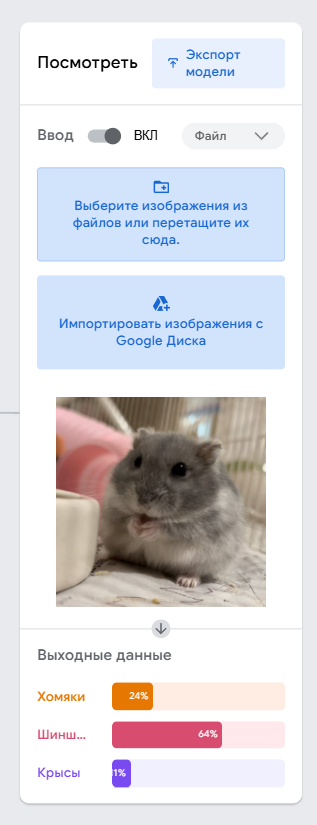 Посмотреть
Экспорт
модели
Ввод
ВКЛ
Файл
Выберите изображения из
файлов или перетащите их
сюда.
Импортировать изображения с
Google Диска
Выходные данные
Хомяки
24%
Шинш...
64%
Крысы
11%